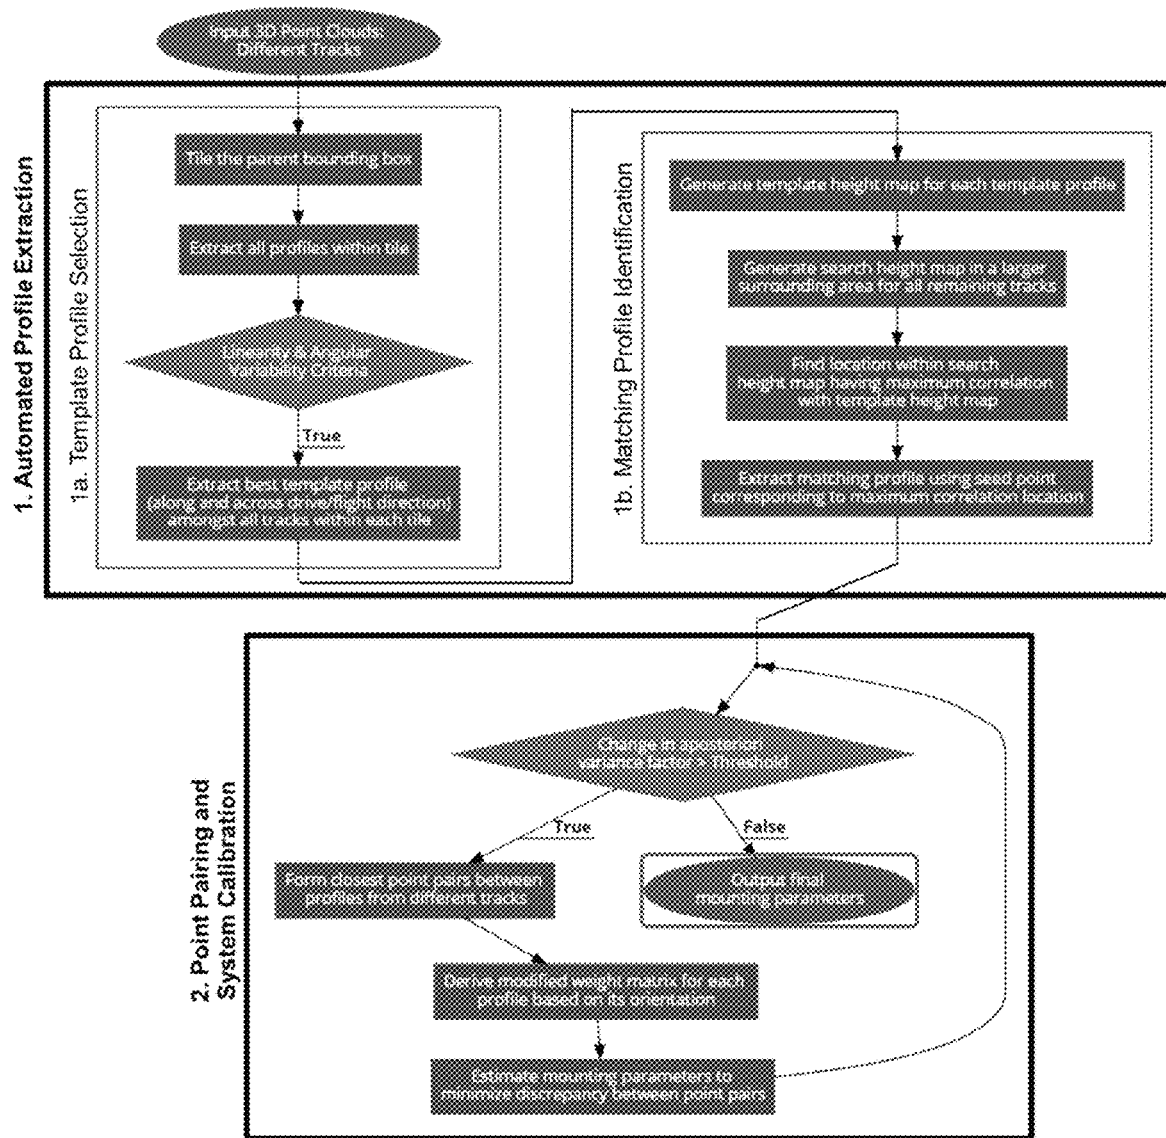 Input 3D Point Clouds:
Different Tracks
1. Automated Profile Extraction
1a. Template Profile Selection
Tile the parent bounding box
Extract all profiles within tile
Linearity & Angular
Variability Criteria
True
Extract best template profile
(along and across drive/flight direction)
amongst all tracks within each tile
1b. Matching Profile Identification
Generate template height map for each template profile
Generate search height map in a larger
surrounding area for all remaining tracks
Find location within search
height map having maximum correlation
with template height map
Extract matching profile using seed point
corresponding to maximum correlation location
2. Point Pairing and
System Calibration
Change in aposteriori
variance factor > Threshold
True
False
Form closest point pairs between
profiles from different tracks
Output final
mounting parameters
Derive modified weight matrix for each
profile based on its orientation
Estimate mounting parameters to
minimize discrepancy between point pairs